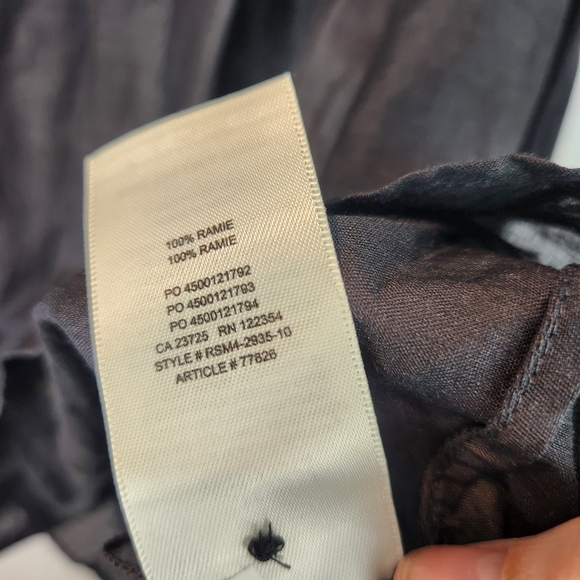 100% RAMIE
100% RAMIE
PO 4500121792
PO 4500121793
PO 4500121794
CA 23725 RN 122354
STYLE # RSM4-2935-10
ARTICLE # 77826